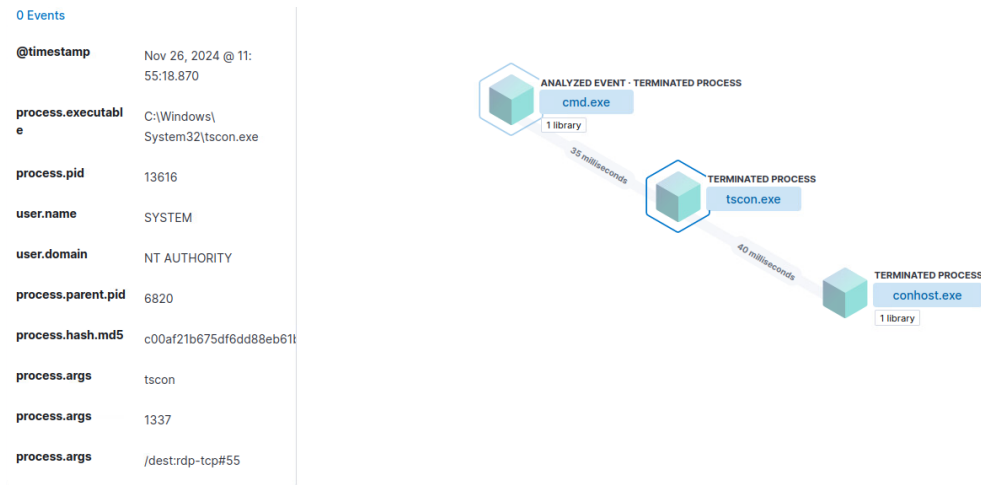 0 Events
@timestamp
Nov 26, 2024 @ 11:
55:18.870
process.executabl
e
C:\Windows\
System32\tscon.exe
process.pid
13616
user.name
SYSTEM
user.domain
NT AUTHORITY
process.parent.pid
6820
process.hash.md5
c00af21b675df6dd88eb61b
process.args
tscon
process.args
1337
process.args
/dest:rdp-tcp#55
ANALYZED EVENT · TERMINATED PROCESS
cmd.exe
1 library
35 milliseconds
TERMINATED PROCESS
tscon.exe
40 milliseconds
TERMINATED PROCESS
conhost.exe
1 library